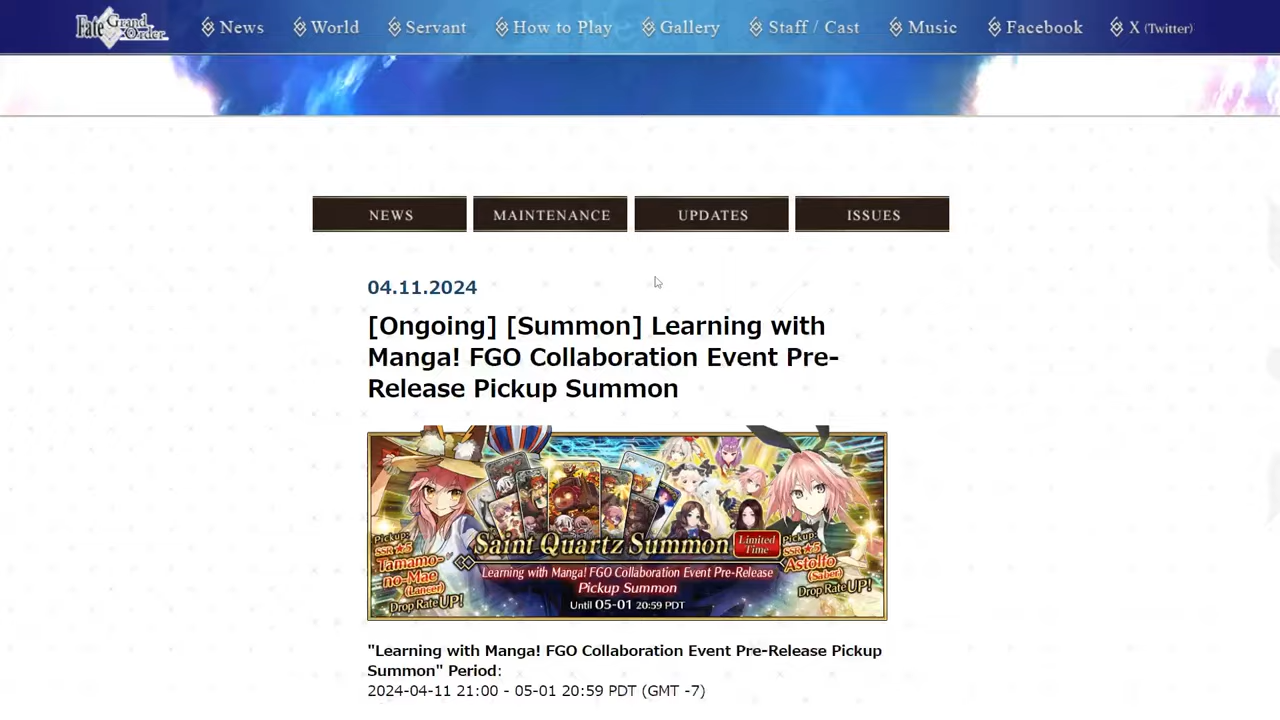 Fate Grand Order News World Servant How to Play Gallery Staff / Cast Music Facebook X (Twitter)
NEWS MAINTENANCE UPDATES ISSUES
04.11.2024
[Ongoing] [Summon] Learning with
Manga! FGO Collaboration Event Pre-
Release Pickup Summon
Pickup:
SSR ★5
Tamamo-
no-Mae
(Lancer)
Drop Rate UP!
Saint Quartz Summon
Limited
Time
Learning with Manga! FGO Collaboration Event Pre-Release
Pickup Summon
Until 05-01 20:59 PDT
Pickup:
SSR ★5
Astolfo
(Saber)
Drop Rate UP!
"Learning with Manga! FGO Collaboration Event Pre-Release Pickup
Summon" Period:
2024-04-11 21:00 - 05-01 20:59 PDT (GMT -7)